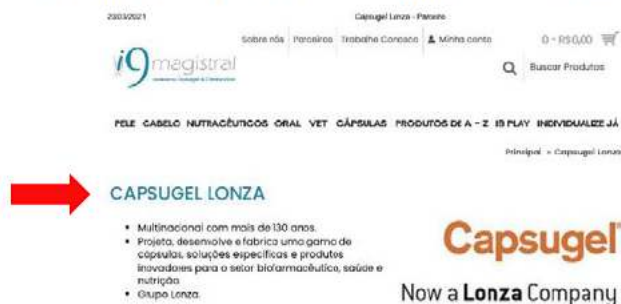 23/03/2021
Capsugel Lonza - Parceiro
Sobre nós Parceiros Trabalhe Conosco Minha conta 0 - R$0,00
i9 magistral
Buscar Produtos
PELE CABELO NUTRACÊUTICOS ORAL VET CÁPSULAS PRODUTOS DE A - Z I9 PLAY INDIVIDUALIZE JÁ
Principal » Capsugel Lonza
CAPSUGEL LONZA
Multinacional com mais de 130 anos.
Projeta, desenvolve e fabrica uma gama de
cápsulas, soluções específicas e produtos
inovadores para o setor biofarmacêutico, saúde e
nutrição
Grupo Lonza.
Capsugel
Now a Lonza Company